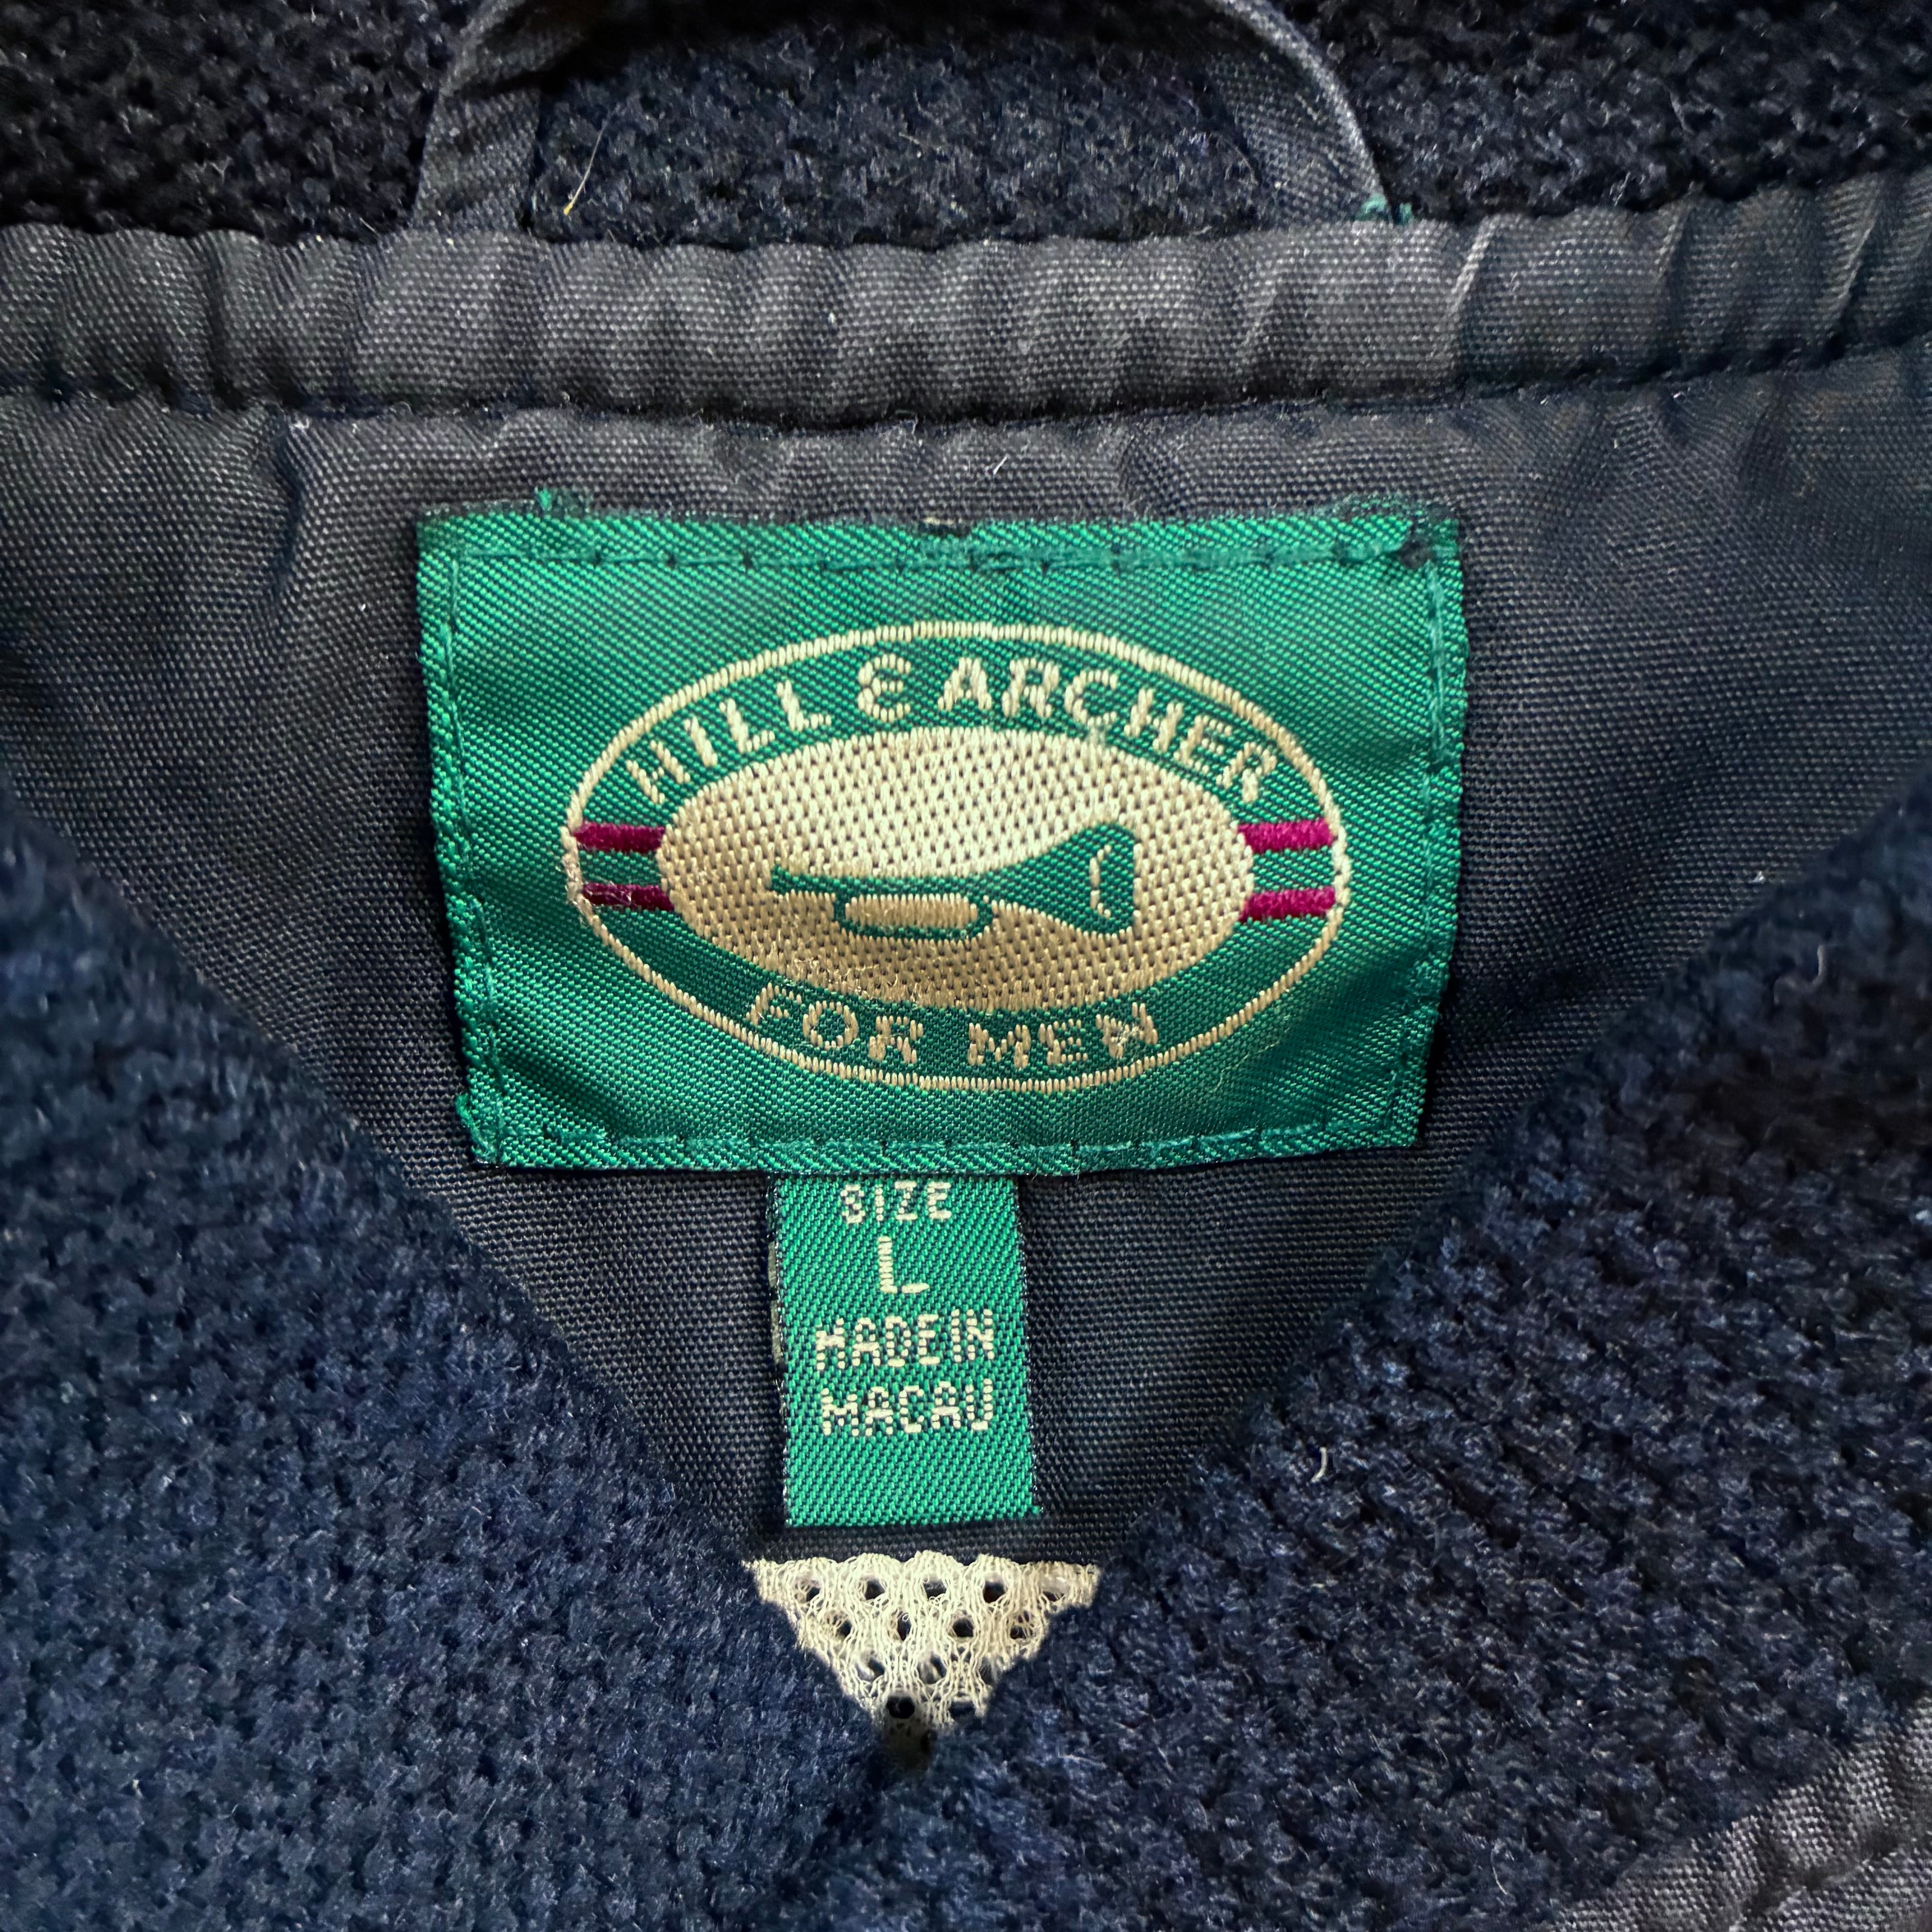 HILL & ARCHER
FOR MEN
SIZE
L
MADE IN
MACAU